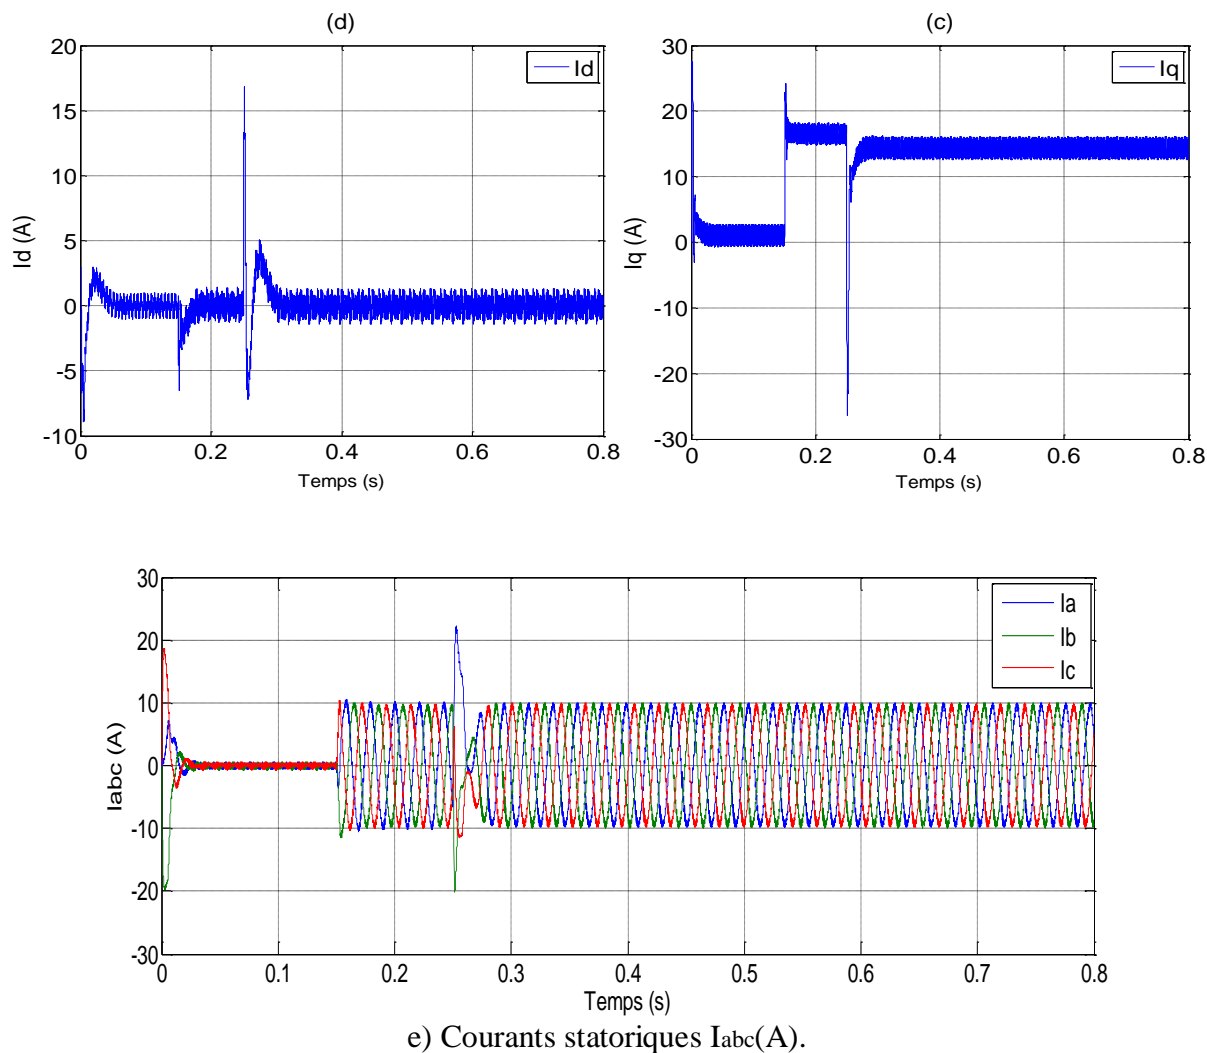 (d)
20
15
10
5
0
-5
-10
0
0.2
0.4
0.6
0.8
Id (A)
Temps (s)
Id
(c)
30
20
10
0
-10
-20
-30
0
0.2
0.4
0.6
0.8
Iq (A)
Temps (s)
Iq
30
20
10
0
-10
-20
-30
0
0.1
0.2
0.3
0.4
0.5
0.6
0.7
0.8
Iabc (A)
Temps (s)
Ia
Ib
Ic
e) Courants statoriques Iabc(A).